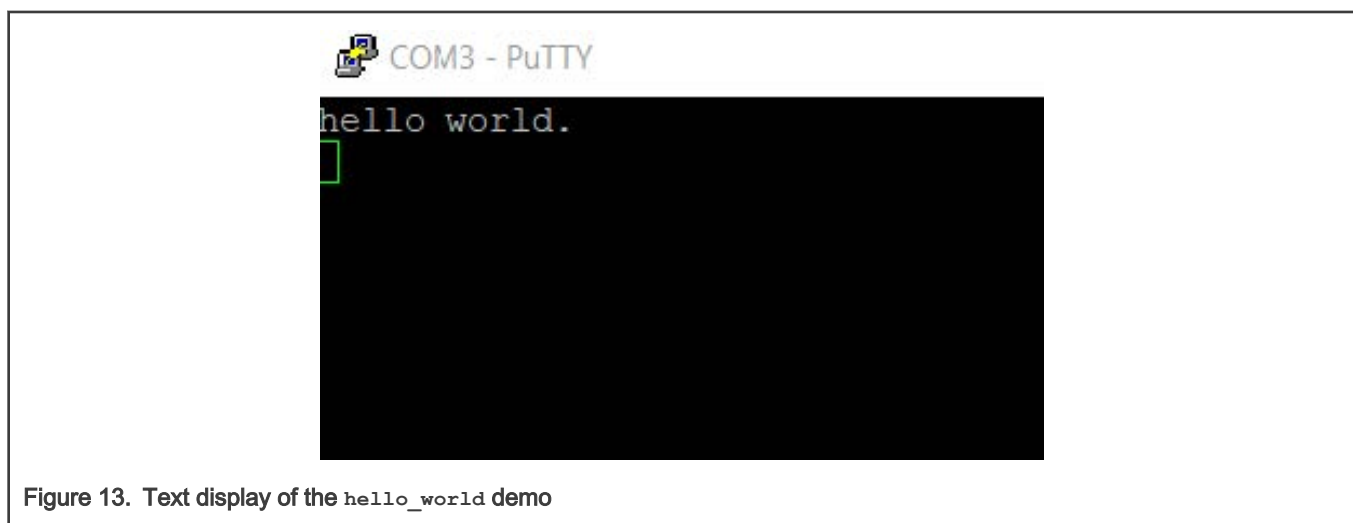 COM3 - PuTTY
hello world.
Figure 13. Text display of the hello_world demo